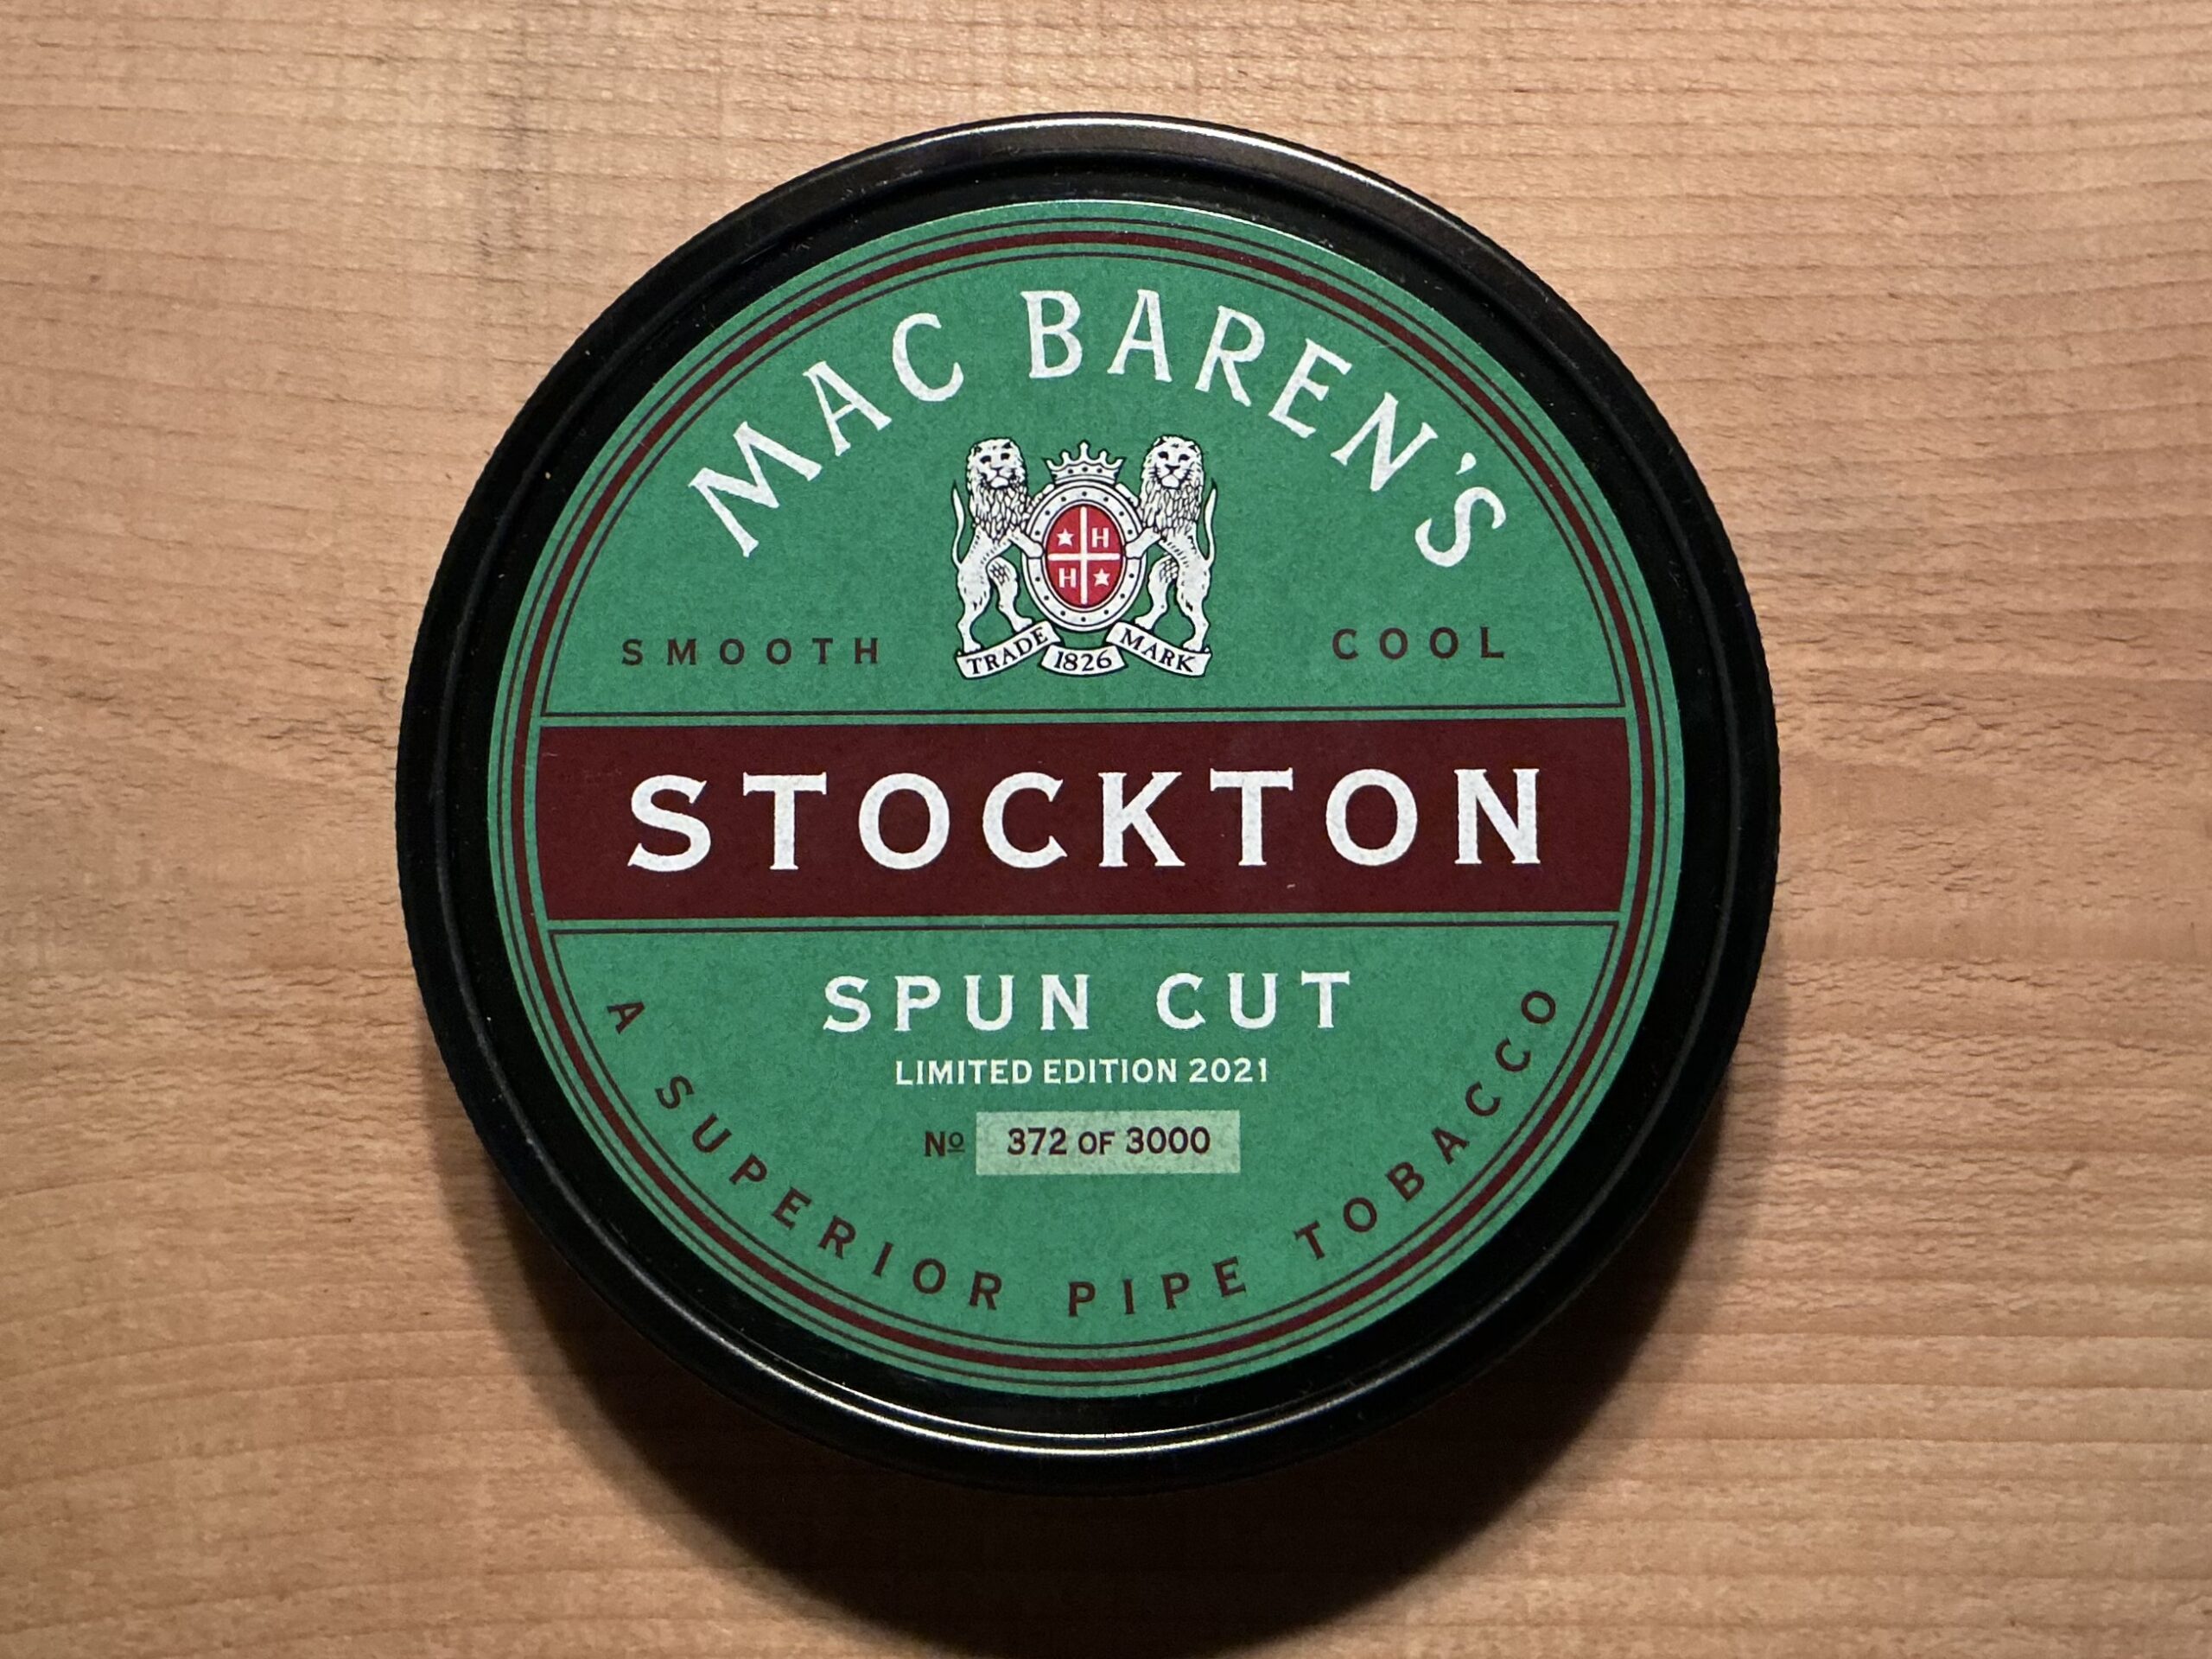 MAC BAREN'S
★ H
H ★
TRADE 1826 MARK
SMOOTH COOL
STOCKTON
SPUN CUT
LIMITED EDITION 2021
Nº 372 OF 3000
A SUPERIOR PIPE TOBACCO